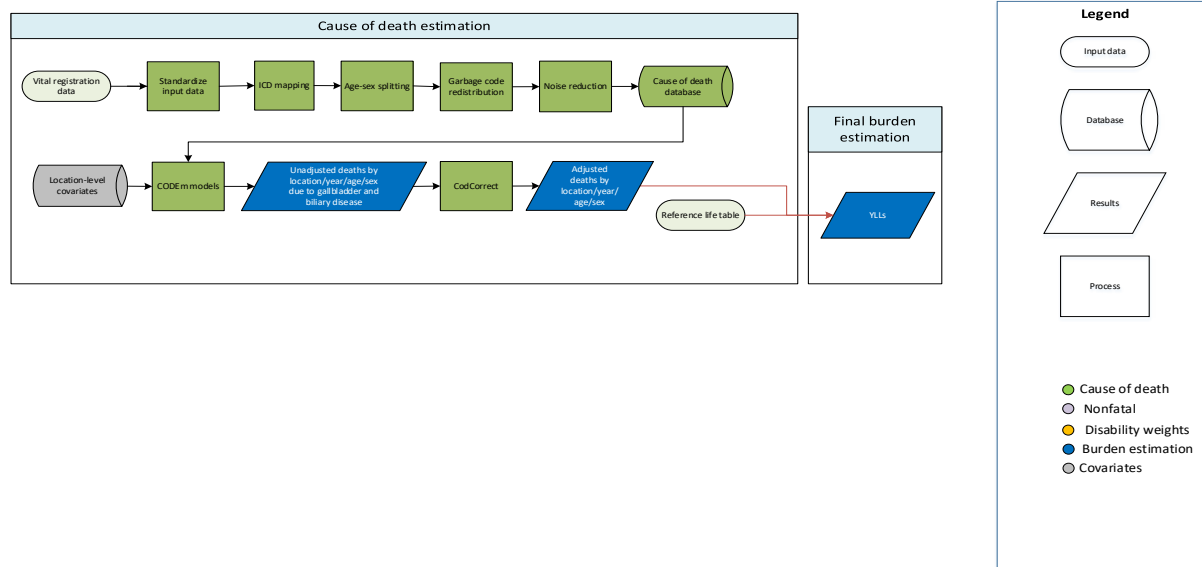 Cause of death estimation
Vital registration
data
Standardize
input data
ICD mapping
Age-sex splitting
Garbage code
redistribution
Noise reduction
Cause of death
database
Location-level
covariates
CODEm models
Unadjusted deaths by
location/year/age/sex
due to gallbladder and
biliary disease
CodCorrect
Adjusted
deaths by
location/year/
age/sex
Reference life table
Final burden
estimation
YLLs
Legend
Input data
Database
Results
Process
Cause of death
Nonfatal
Disability weights
Burden estimation
Covariates